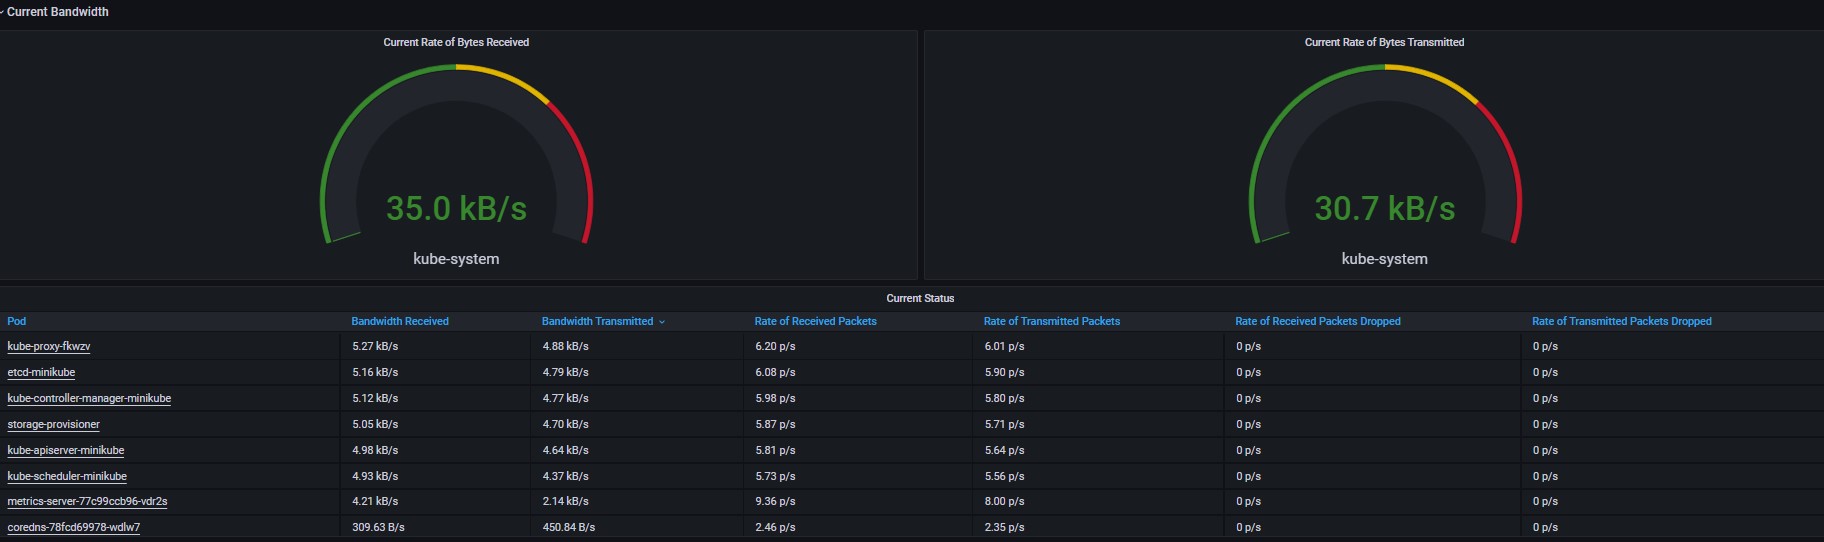 Current Bandwidth
Current Rate of Bytes Received
Current Rate of Bytes Transmitted
35.0 kB/s
30.7 kB/s
kube-system
kube-system
Current Status
Pod Bandwidth Received Bandwidth Transmitted Rate of Received Packets Rate of Transmitted Packets Rate of Received Packets Dropped Rate of Transmitted Packets Dropped
kube-proxy-fkwzv 5.27 kB/s 4.88 kB/s 6.20 p/s 6.01 p/s 0 p/s 0 p/s
etcd-minikube 5.16 kB/s 4.79 kB/s 6.08 p/s 5.90 p/s 0 p/s 0 p/s
kube-controller-manager-minikube 5.12 kB/s 4.77 kB/s 5.98 p/s 5.80 p/s 0 p/s 0 p/s
storage-provisioner 5.05 kB/s 4.70 kB/s 5.87 p/s 5.71 p/s 0 p/s 0 p/s
kube-apiserver-minikube 4.98 kB/s 4.64 kB/s 5.81 p/s 5.64 p/s 0 p/s 0 p/s
kube-scheduler-minikube 4.93 kB/s 4.37 kB/s 5.73 p/s 5.56 p/s 0 p/s 0 p/s
metrics-server-77c99ccb96-vdr2s 4.21 kB/s 2.14 kB/s 9.36 p/s 8.00 p/s 0 p/s 0 p/s
coredns-78fcd69978-wdlw7 309.63 B/s 450.84 B/s 2.46 p/s 2.35 p/s 0 p/s 0 p/s